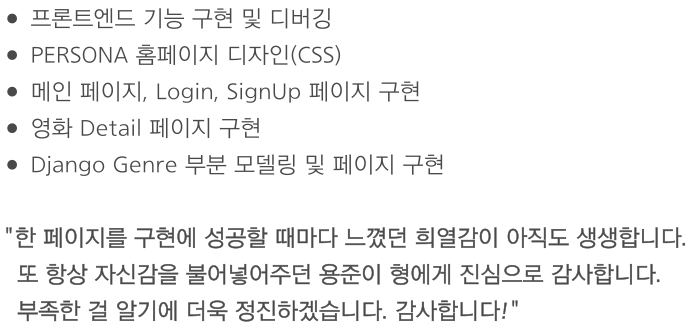 • 프론트엔드 기능 구현 및 디버깅
• PERSONA 홈페이지 디자인(CSS)
• 메인 페이지, Login, SignUp 페이지 구현
• 영화 Detail 페이지 구현
• Django Genre 부분 모델링 및 페이지 구현
"한 페이지를 구현에 성공할 때마다 느꼈던 희열감이 아직도 생생합니다.
또 항상 자신감을 불어넣어주던 용준이 형에게 진심으로 감사합니다.
부족한 걸 알기에 더욱 정진하겠습니다. 감사합니다!"